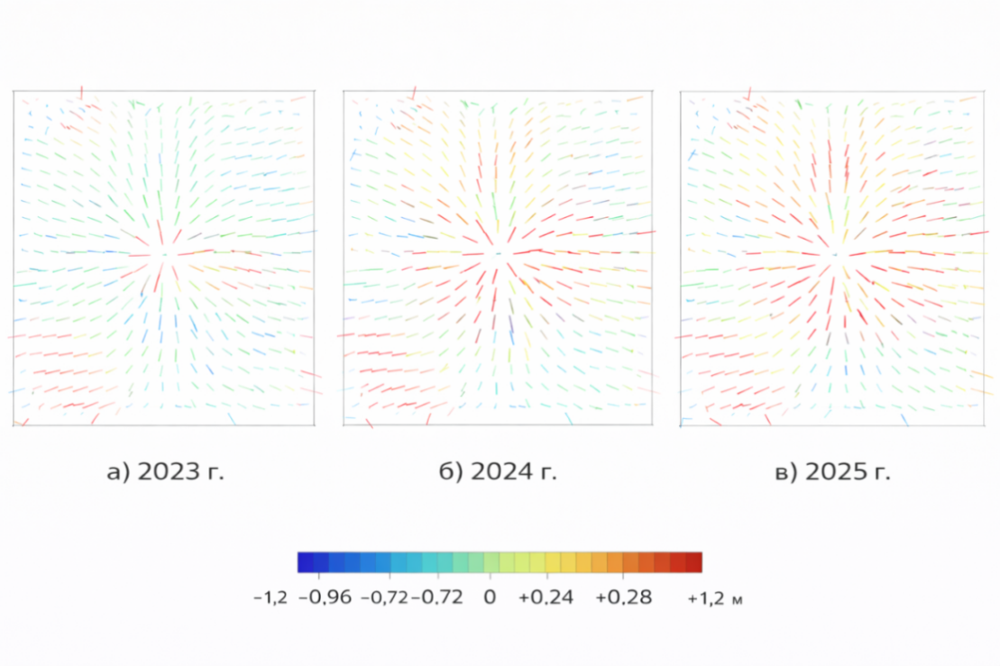 а) 2023 г.
б) 2024 г.
в) 2025 г.
−1,2 −0,96 −0,72 −0,72 0 +0,24 +0,28 +1,2 м